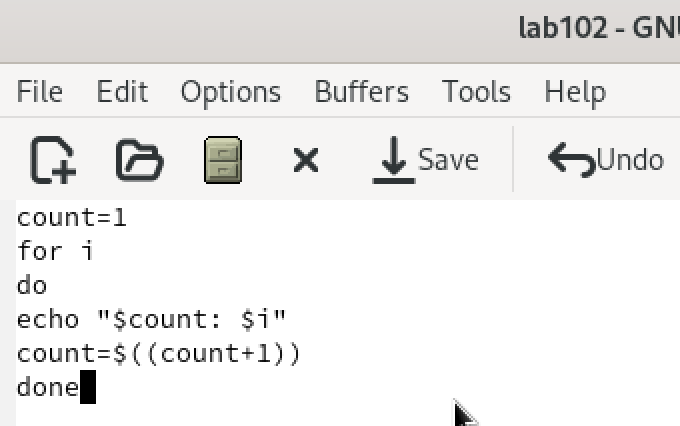 lab102 - GNU
File Edit Options Buffers Tools Help
Save Undo
count=1
for i
do
echo "$count: $i"
count=$((count+1))
done